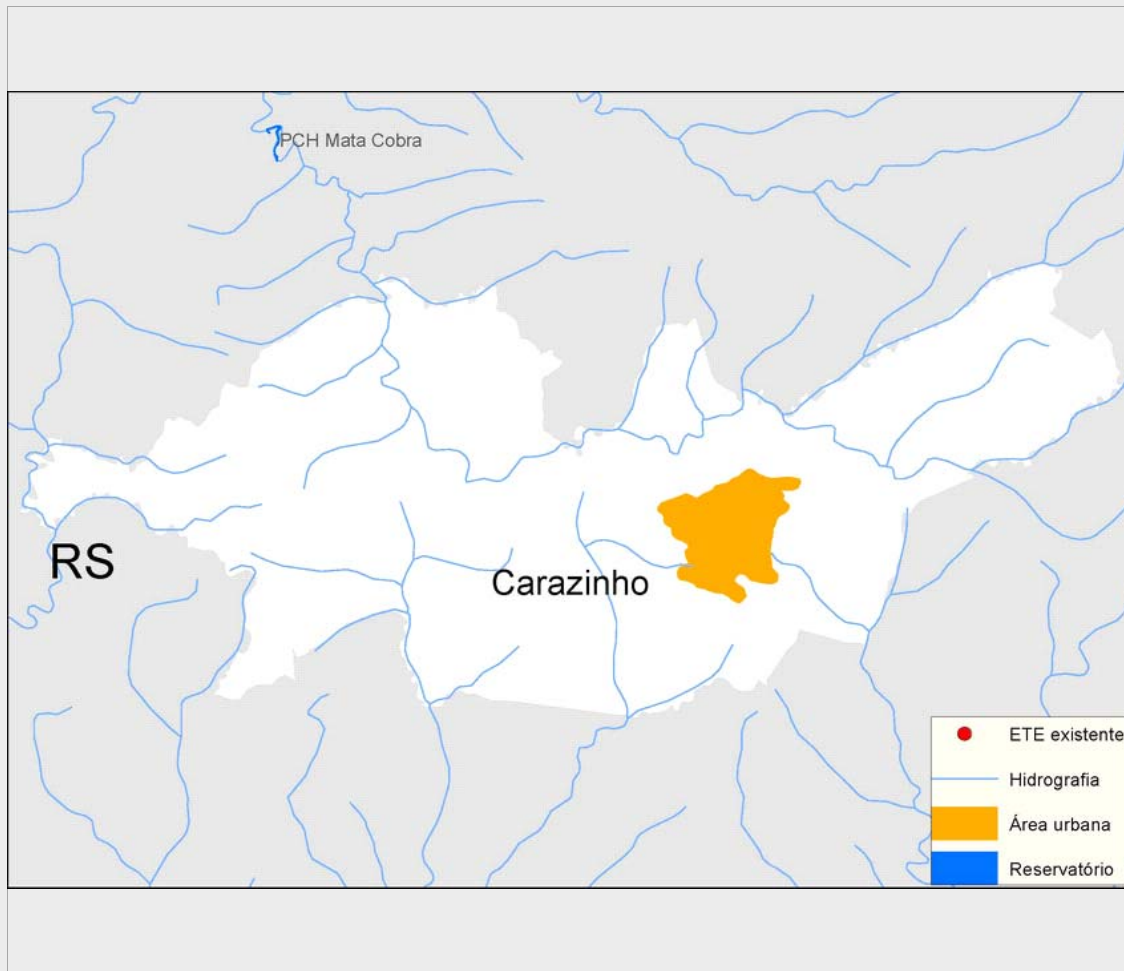 PCH Mata Cobra
RS
Carazinho
ETE existente
Hidrografia
Área urbana
Reservatório